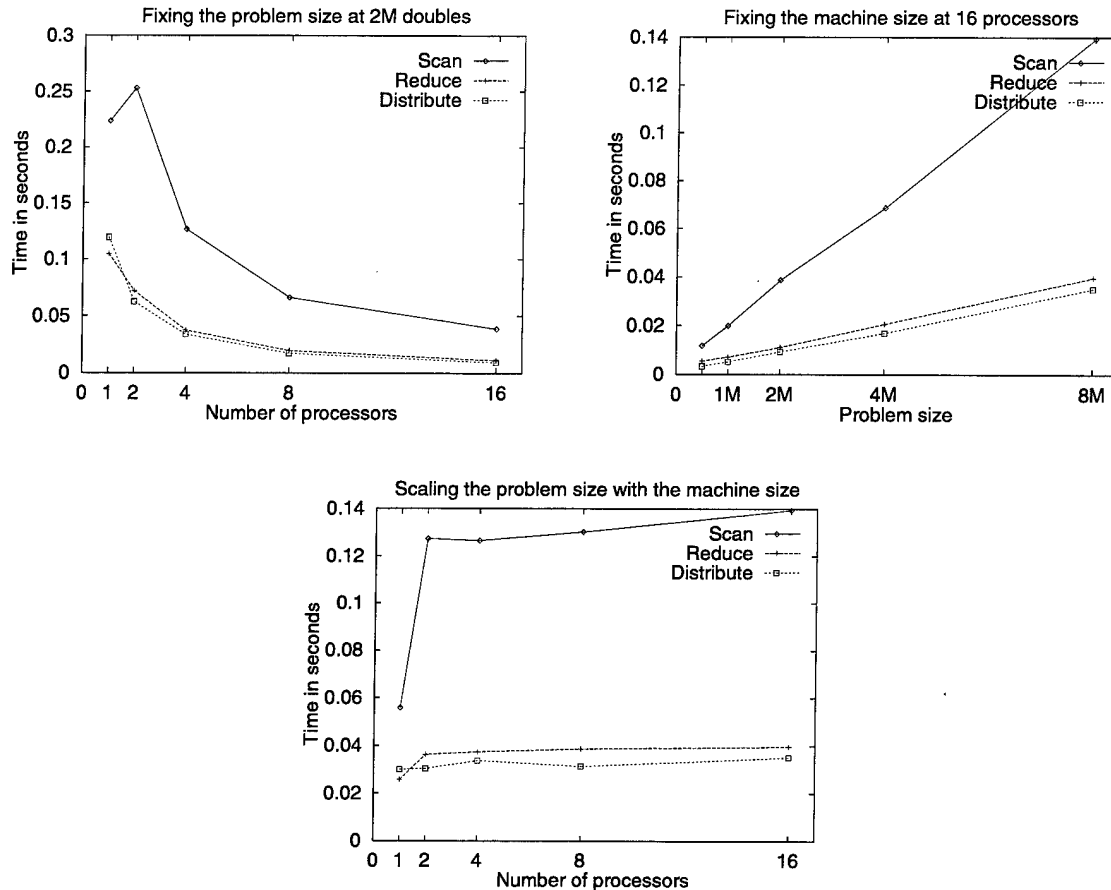 Fixing the problem size at 2M doubles
0.3
0.25
0.2
0.15
0.1
0.05
0
Time in seconds
Scan
Reduce
Distribute
0 1 2 4 8 16
Number of processors
Fixing the machine size at 16 processors
0.14
0.12
0.1
0.08
0.06
0.04
0.02
0
Time in seconds
Scan
Reduce
Distribute
0 1M 2M 4M 8M
Problem size
Scaling the problem size with the machine size
0.14
0.12
0.1
0.08
0.06
0.04
0.02
0
Time in seconds
Scan
Reduce
Distribute
0 1 2 4 8 16
Number of processors